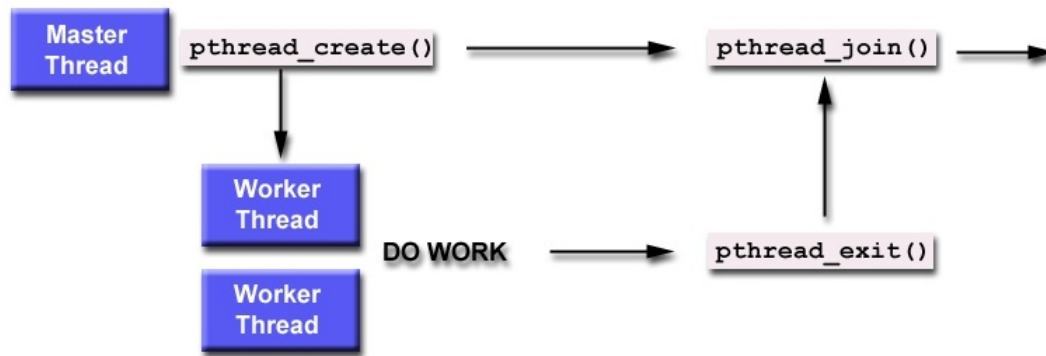 Master
Thread
pthread_create()
pthread_join()
Worker
Thread
DO WORK
pthread_exit()
Worker
Thread